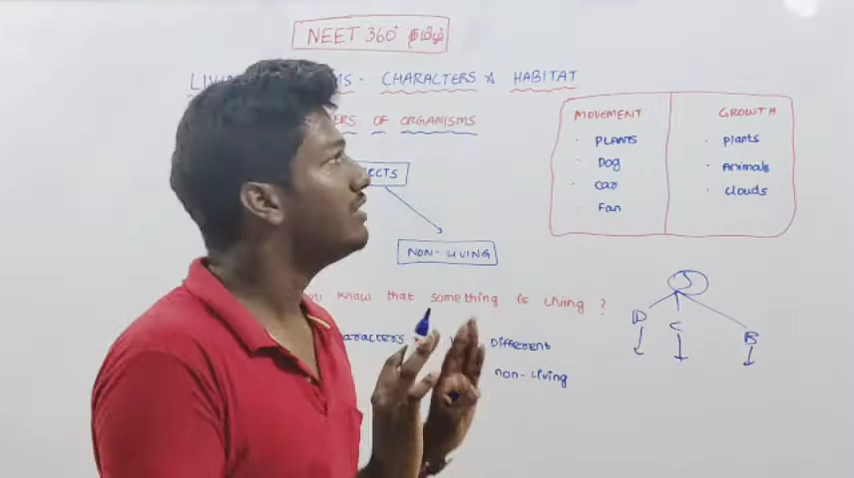 NEET 360° தமிழ்
CHARACTERS & HABITAT
OF ORGANISMS
NON-LIVING
know that something is living ?
Different
non-living
MOVEMENT
· PLANTS
· Dog
· Car
· Fan
GROWTH
· plants
· Animals
· clouds
D
C
B